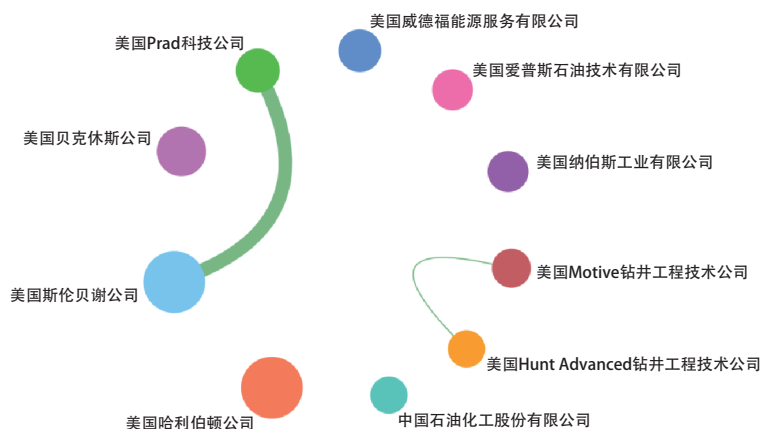 美国威德福能源服务有限公司
美国Prad科技公司
美国爱普斯石油技术有限公司
美国贝克休斯公司
美国纳伯斯工业有限公司
美国Motive钻井工程技术公司
美国斯伦贝谢公司
美国Hunt Advanced钻井工程技术公司
美国哈利伯顿公司
中国石油化工股份有限公司